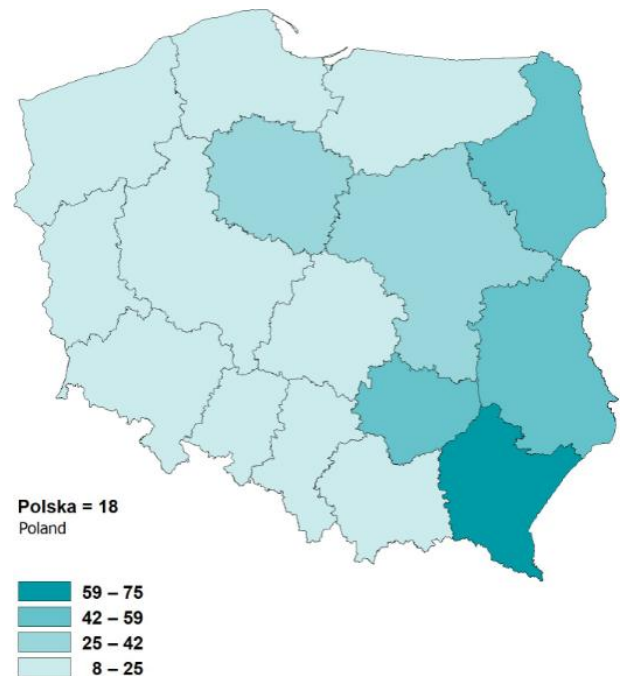 Polska = 18
Poland
59 – 75
42 – 59
25 – 42
8 – 25